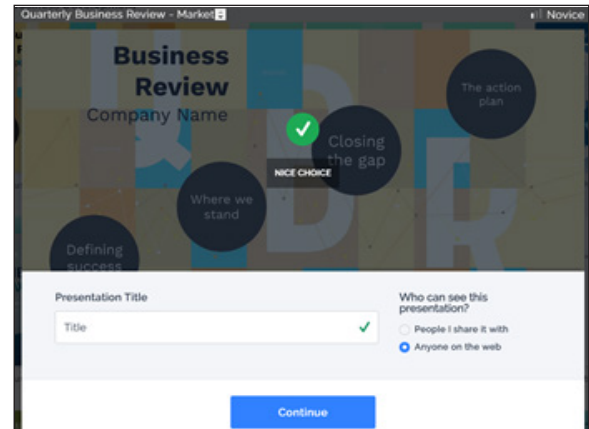 Quarterly Business Review - Market
Novice
Business
Review
Company Name
The action
plan
Closing
the gap
NICE CHOICE
Where we
stand
Defining
success
Presentation Title
Title
Who can see this
presentation?
People I share it with
Anyone on the web
Continue